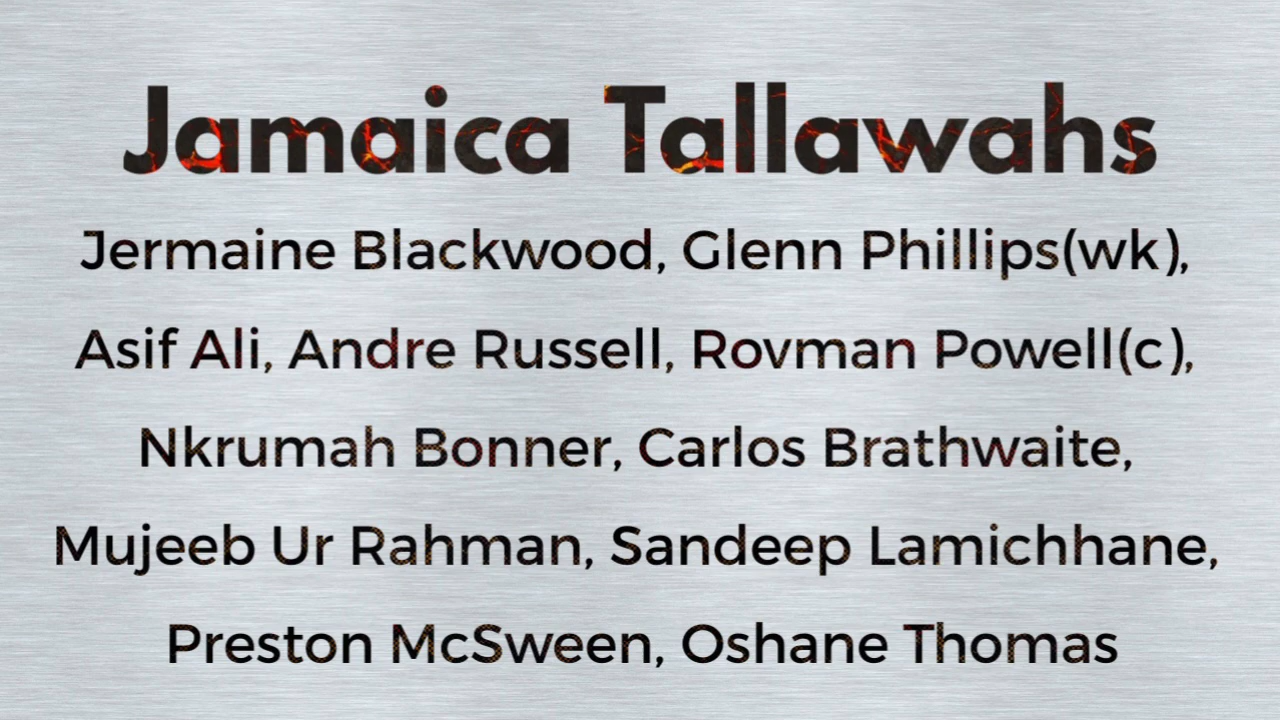 Jamaica Tallawahs
Jermaine Blackwood, Glenn Phillips(wk),
Asif Ali, Andre Russell, Rovman Powell(c),
Nkrumah Bonner, Carlos Brathwaite,
Mujeeb Ur Rahman, Sandeep Lamichhane,
Preston McSween, Oshane Thomas